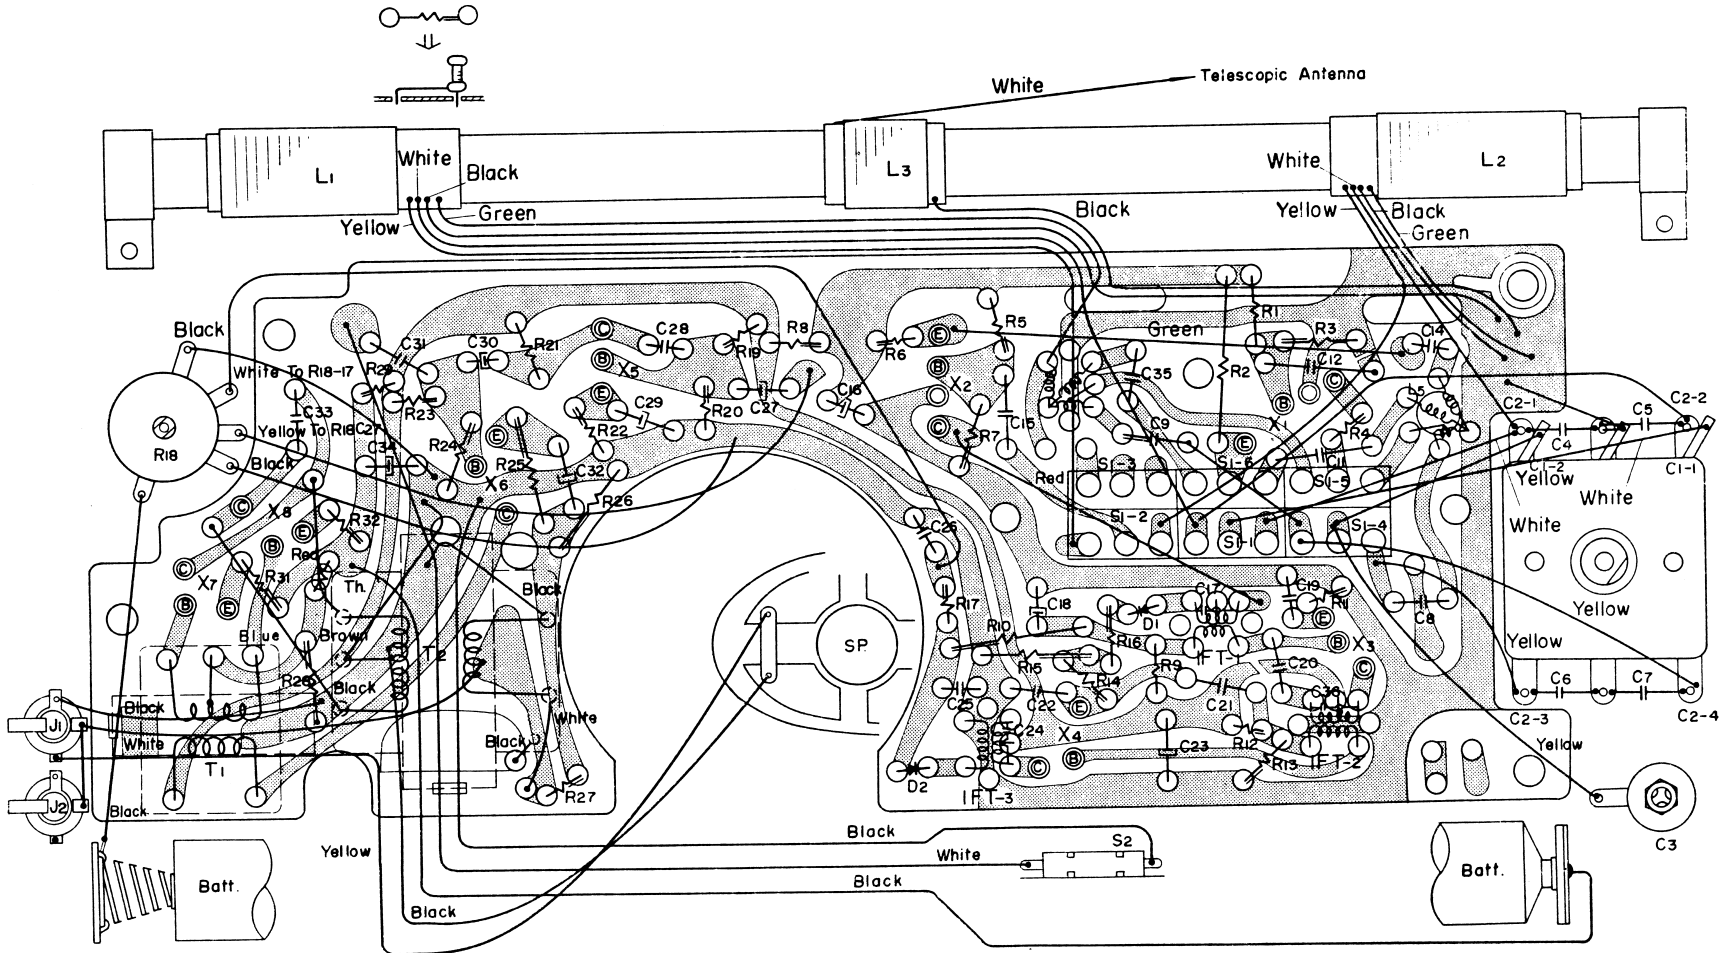 White
Telescopic Antenna
L1
White
Black
L3
White
L2
Yellow
Green
Black
Yellow
Black
Green
Black
C31
C30
R21
C
C28
R19
R8
R6
E
R5
Green
R1
R3
C14
White To R18-17
R29
B
X5
X2
B
C35
R2
C12
C
L5
C33
R23
E
C29
R20
C27
C16
C15
B
X1
C2-1
C5
C2-2
R18
Yellow To R18C27
R24
E
R22
C
R7
C9
E
R4
C4
Black
C34
B
R25
C32
S1-3
S1-6
C11
C1-2
C1-1
X6
R26
Red
S1-5
Yellow
White
C
X8
R32
C
C26
S1-2
S1-1
S1-4
White
E
B
Red
C
X7
R31
Th.
Black
R17
C18
C17
C19
R11
B
E
D1
E
C8
Yellow
Blue
Brown
T2
SP.
R10
R16
IFT-1
B
X3
Yellow
R15
R9
C20
C
R28
Black
R14
C6
C7
Black
White
C25
C22
E
C21
S36
C2-3
C2-4
J1
White
Black
C24
X4
R12
T1
C
B
C23
R13
IFT-2
Yellow
D2
IFT-3
R27
J2
Black
Yellow
Black
S2
C3
White
Batt.
Black
Batt.
Black